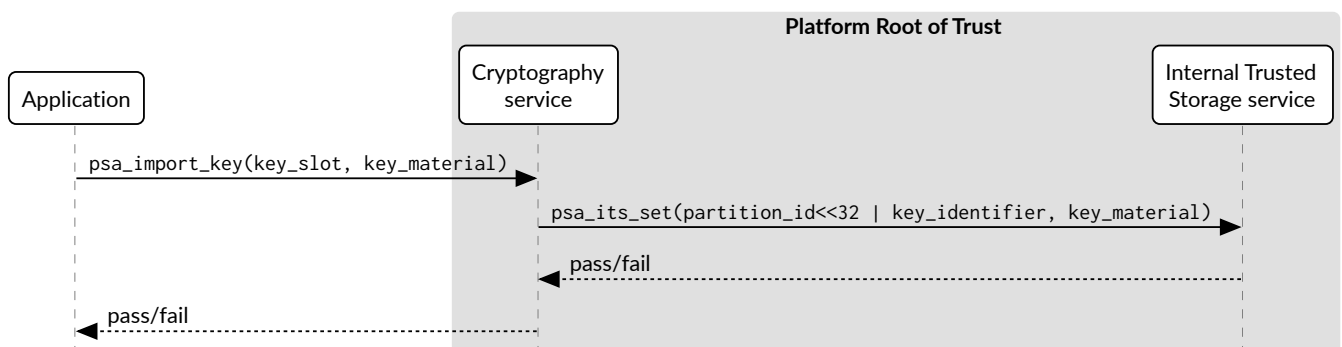 Platform Root of Trust
Application
Cryptography
service
Internal Trusted
Storage service
psa_import_key(key_slot, key_material)
psa_its_set(partition_id<<32 | key_identifier, key_material)
pass/fail
pass/fail